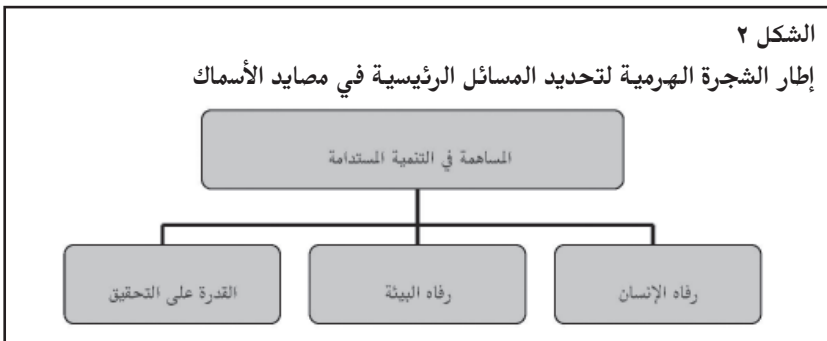 الشكل ٢
إطار الشجرة الهرمية لتحديد المسائل الرئيسية في مصايد الأسماك
المساهمة في التنمية المستدامة
رفاه الإنسان
رفاه البيئة
القدرة على التحقيق